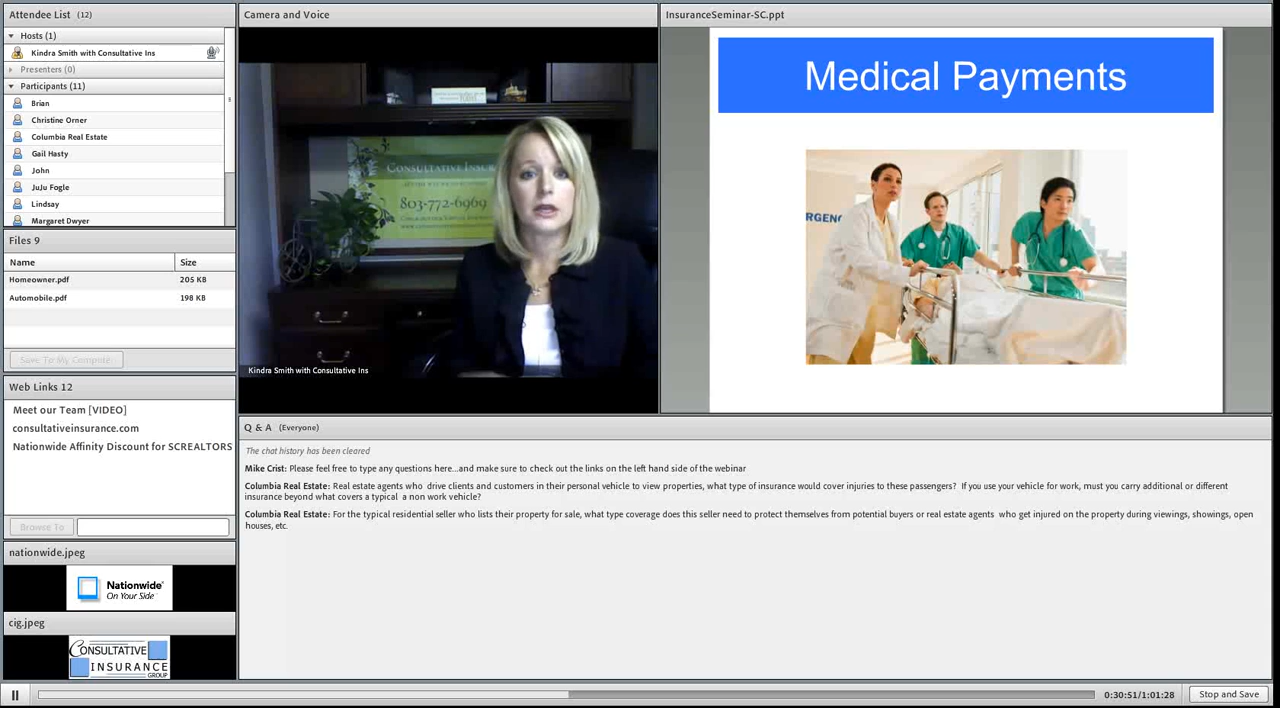 Attendee List (12)
Hosts (1)
Kindra Smith with Consultative Ins
Presenters (0)
Participants (11)
Brian
Christine Orner
Columbia Real Estate
Gail Hasty
John
JuJu Fogle
Lindsay
Margaret Dwyer
Files 9
Name Size
Homeowner.pdf 205 KB
Automobile.pdf 198 KB
Save To My Computer
Web Links 12
Meet our Team [VIDEO]
consultativeinsurance.com
Nationwide Affinity Discount for SCREALTORS
Browse To
nationwide.jpeg
Nationwide®
On Your Side
cig.jpeg
CONSULTATIVE
INSURANCE
GROUP
Camera and Voice
CONSULTATIVE INSUR
803-772-6969
Kindra Smith with Consultative Ins
InsuranceSeminar-SC.ppt
Medical Payments
ERGENC
Q & A (Everyone)
The chat history has been cleared
Mike Crist: Please feel free to type any questions here...and make sure to check out the links on the left hand side of the webinar
Columbia Real Estate: Real estate agents who drive clients and customers in their personal vehicle to view properties, what type of insurance would cover injuries to these passengers? If you use your vehicle for work, must you carry additional or different
insurance beyond what covers a typical a non work vehicle?
Columbia Real Estate: For the typical residential seller who lists their property for sale, what type coverage does this seller need to protect themselves from potential buyers or real estate agents who get injured on the property during viewings, showings, open
houses, etc.
0:30:51/1:01:28
Stop and Save